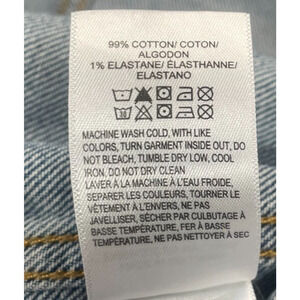 99% COTTON/ COTON/
ALGODON
1% ELASTANE/ ÉLASTHANNE/
ELASTANO
MACHINE WASH COLD, WITH LIKE
COLORS, TURN GARMENT INSIDE OUT, DO
NOT BLEACH, TUMBLE DRY LOW, COOL
IRON, DO NOT DRY CLEAN
LAVER À LA MACHINE À L'EAU FROIDE,
SEPARER LES COULEURS, TOURNER LE
VÊTEMENT À L'ENVERS, NE PAS
JAVELLISER, SÉCHER PAR CULBUTAGE À
BASSE TEMPÉRATURE, FER À BASSE
TEMPÉRATURE, NE PAS NETTOYER À SEC